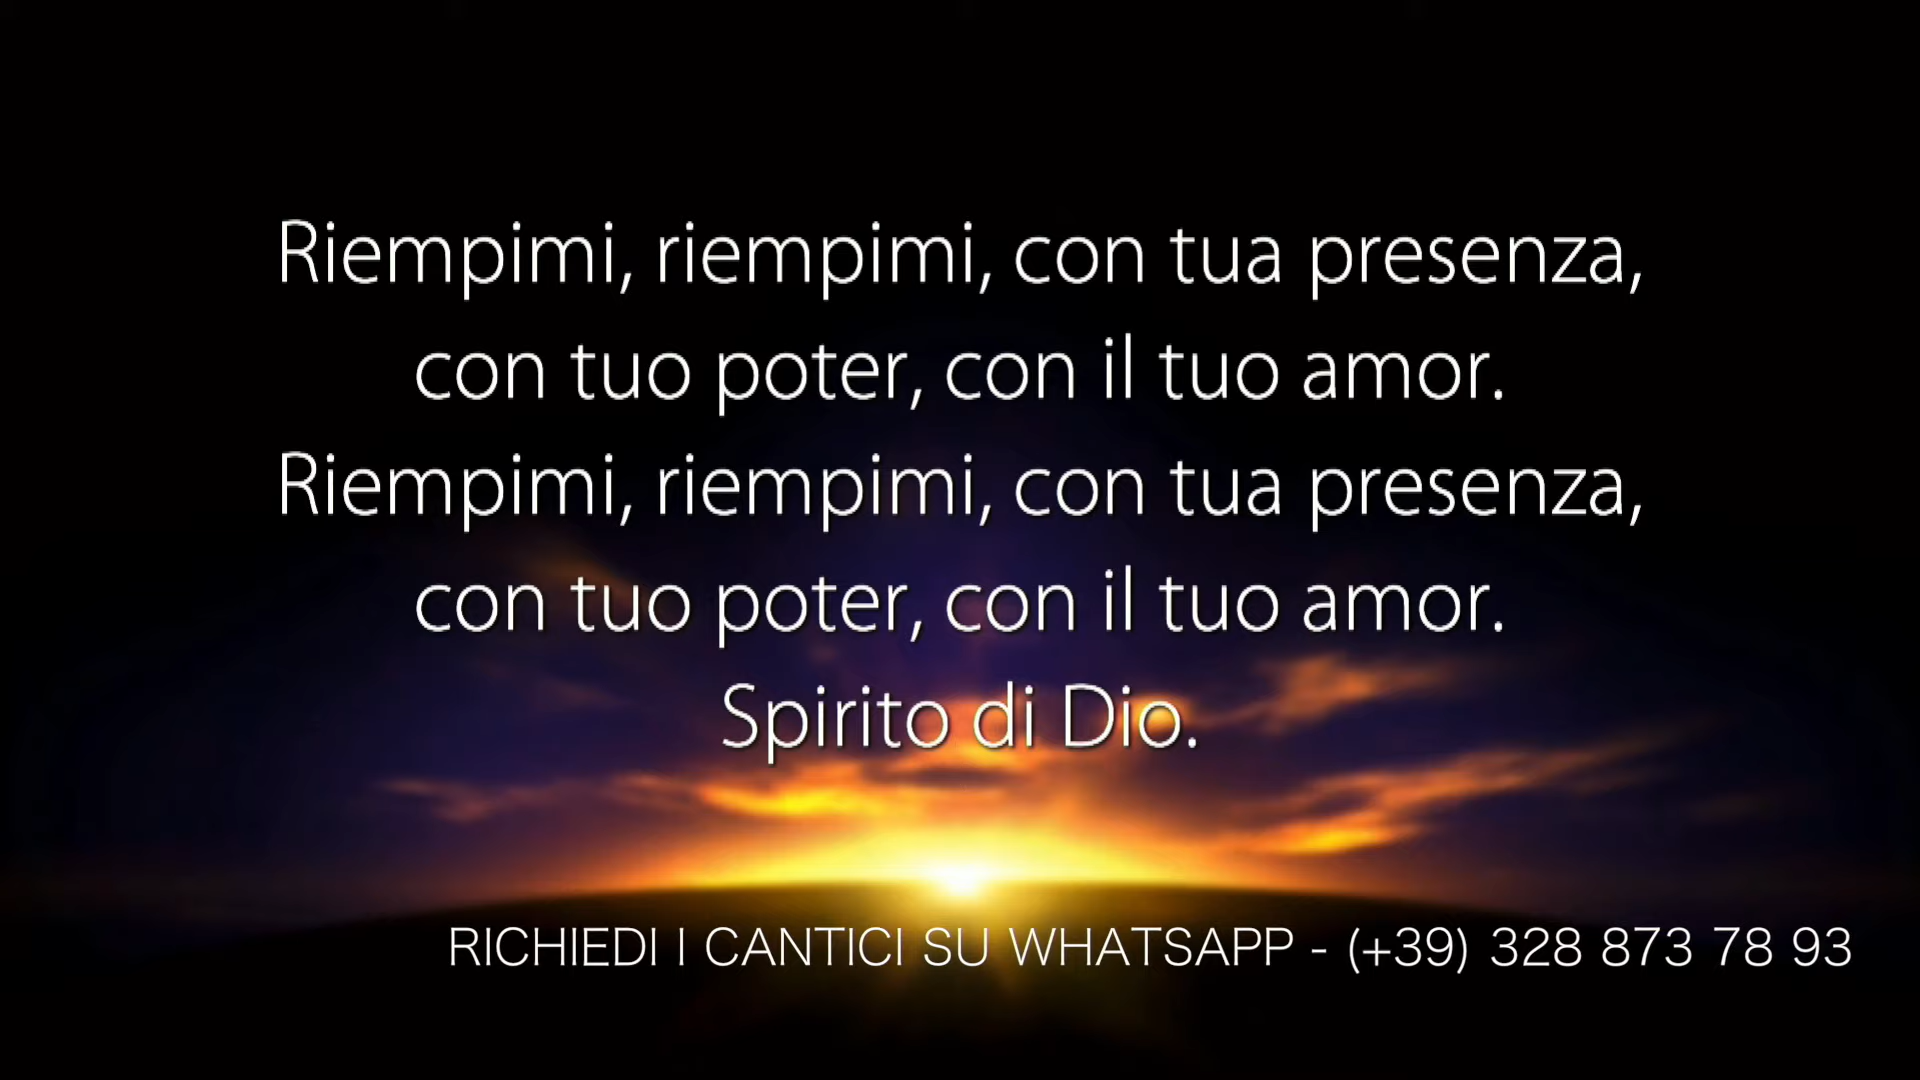 Riempimi, riempimi, con tua presenza,
con tuo poter, con il tuo amor.
Riempimi, riempimi, con tua presenza,
con tuo poter, con il tuo amor.
Spirito di Dio.
RICHIEDI I CANTICI SU WHATSAPP - (+39) 328 873 78 93